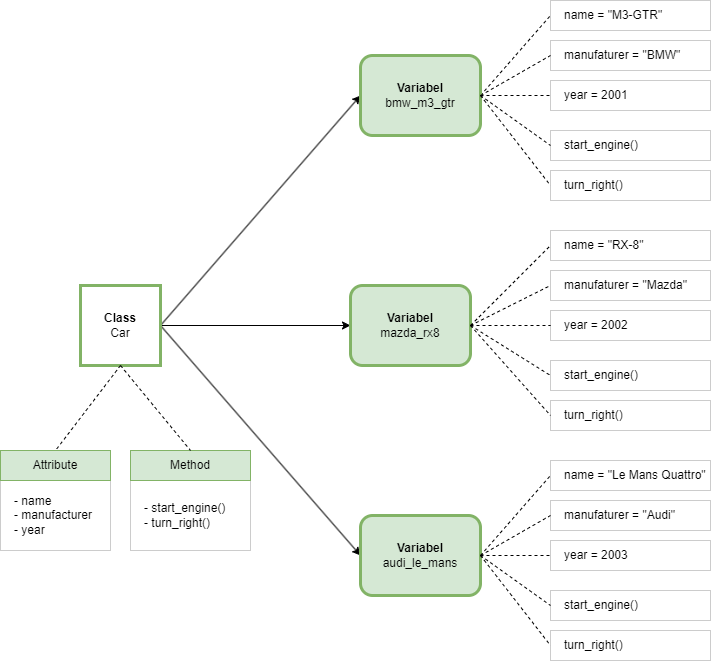 Variabel
bmw_m3_gtr
name = "M3-GTR"
manufaturer = "BMW"
year = 2001
start_engine()
turn_right()
Class
Car
Variabel
mazda_rx8
name = "RX-8"
manufaturer = "Mazda"
year = 2002
start_engine()
turn_right()
Attribute
- name
- manufacturer
- year
Method
- start_engine()
- turn_right()
Variabel
audi_le_mans
name = "Le Mans Quattro"
manufaturer = "Audi"
year = 2003
start_engine()
turn_right()